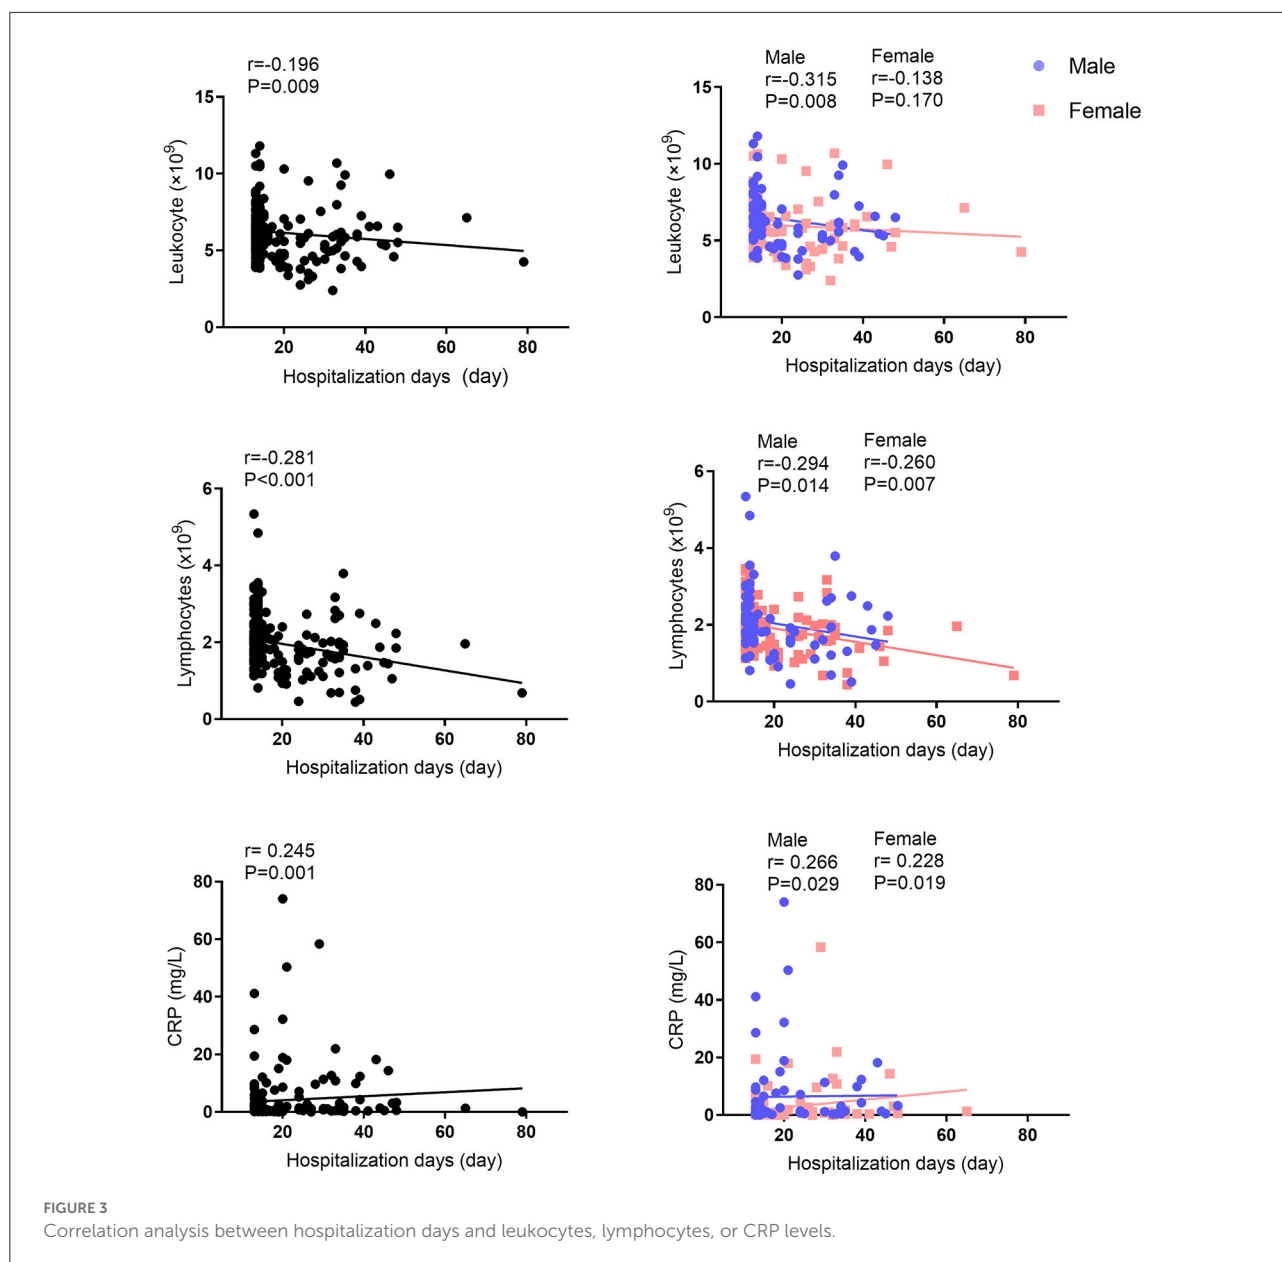 r=-0.196
P=0.009
15
10
5
0
Leukocyte (×10⁹)
20 40 60 80
Hospitalization days (day)
Male Female
r=-0.315 r=-0.138
P=0.008 P=0.170
Male
Female
15
10
5
0
Leukocyte (×10⁹)
20 40 60 80
Hospitalization days (day)
r=-0.281
P<0.001
6
4
2
0
Lymphocytes (x10⁹)
20 40 60 80
Hospitalization days (day)
Male Female
r=-0.294 r=-0.260
P=0.014 P=0.007
6
4
2
0
Lymphocytes (x10⁹)
20 40 60 80
Hospitalization days (day)
r= 0.245
P=0.001
80
60
40
20
0
CRP (mg/L)
20 40 60 80
Hospitalization days (day)
Male Female
r= 0.266 r= 0.228
P=0.029 P=0.019
80
60
40
20
0
CRP (mg/L)
20 40 60 80
Hospitalization days (day)
FIGURE 3
Correlation analysis between hospitalization days and leukocytes, lymphocytes, or CRP levels.